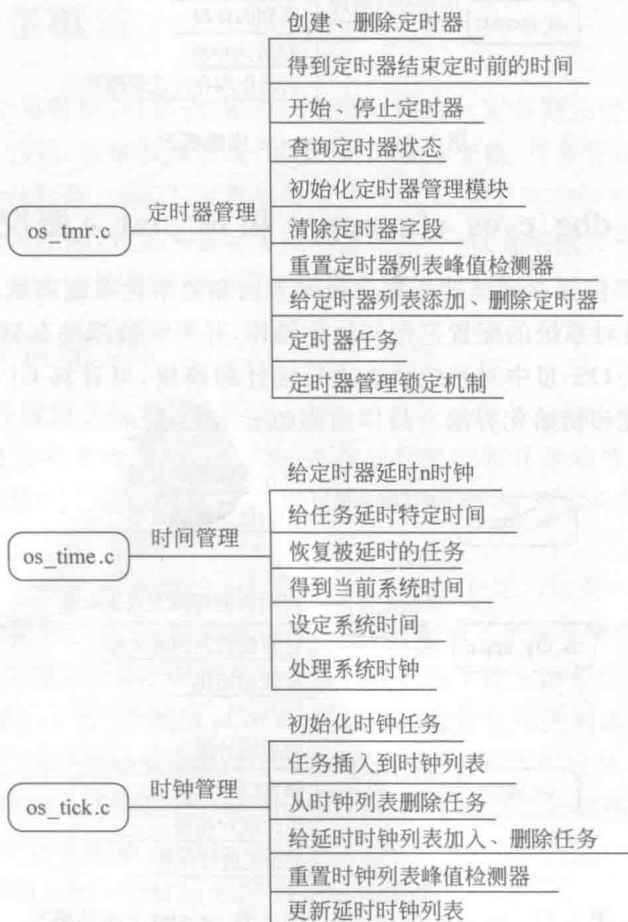 创建、删除定时器
得到定时器结束定时前的时间
开始、停止定时器
查询定时器状态
os_tmr.c
定时器管理
初始化定时器管理模块
清除定时器字段
重置定时器列表峰值检测器
给定时器列表添加、删除定时器
定时器任务
定时器管理锁定机制
给定时器延时n时钟
给任务延时特定时间
os_time.c
时间管理
恢复被延时的任务
得到当前系统时间
设定系统时间
处理系统时钟
初始化时钟任务
任务插入到时钟列表
os_tick.c
时钟管理
从时钟列表删除任务
给延时时钟列表加入、删除任务
重置时钟列表峰值检测器
更新延时时钟列表